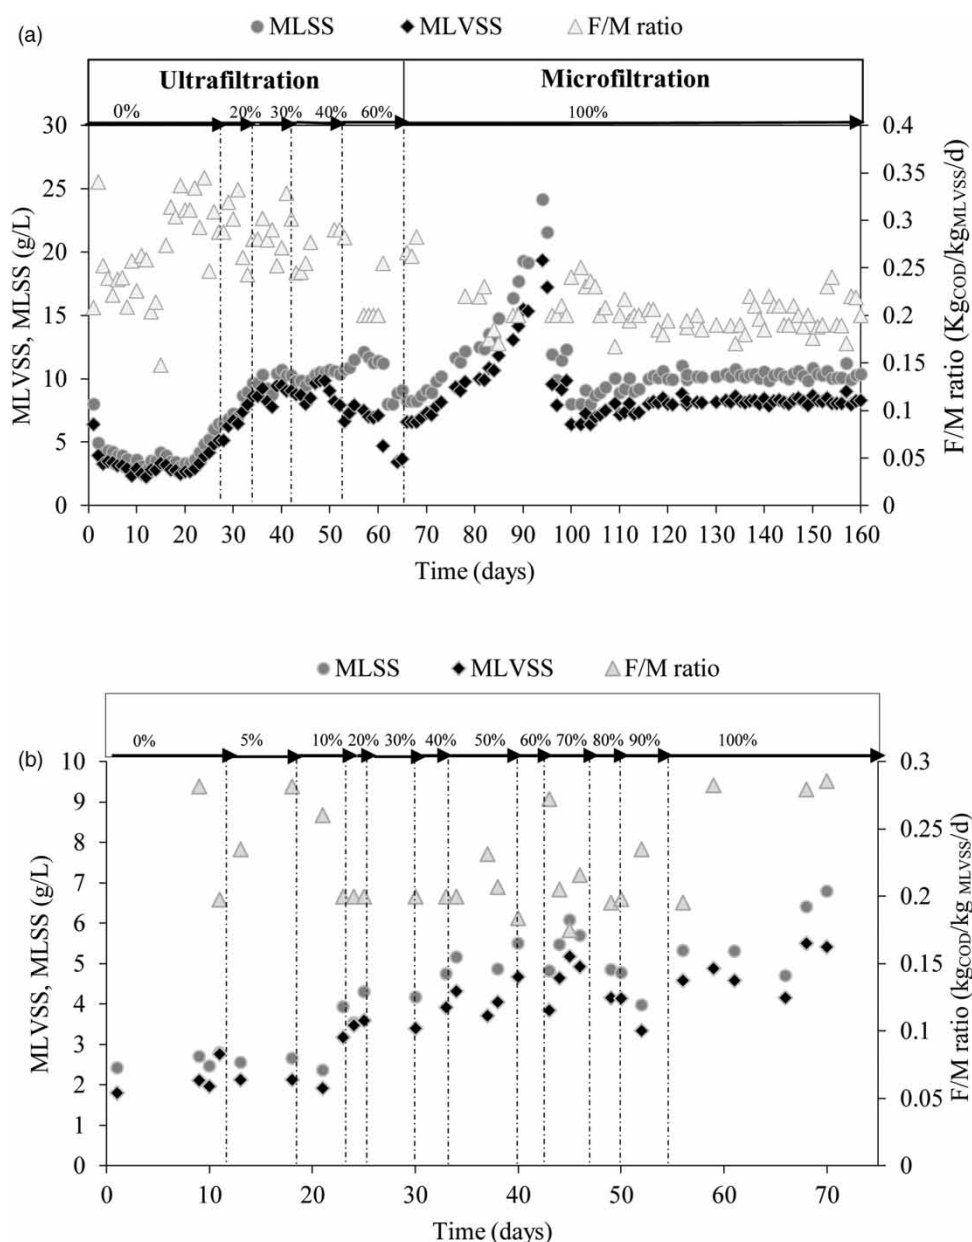 (a)
MLSS MLVSS F/M ratio
Ultrafiltration Microfiltration
0% 20% 30% 40% 60% 100%
30 0.4
25 0.35
0.3
20 0.25
15 0.2
10 0.15
0.1
5 0.05
0 0
MLVSS, MLSS (g/L)
F/M ratio (KgCOD/kgMLVSS/d)
0 10 20 30 40 50 60 70 80 90 100 110 120 130 140 150 160
Time (days)
MLSS MLVSS F/M ratio
0% 5% 10% 20% 30% 40% 50% 60% 70% 80% 90% 100%
(b)
10 0.3
9
8 0.25
7
6 0.2
5 0.15
4
3 0.1
2
1 0.05
0 0
MLVSS, MLSS (g/L)
F/M ratio (kgCOD/kg MLVSS/d)
0 10 20 30 40 50 60 70
Time (days)